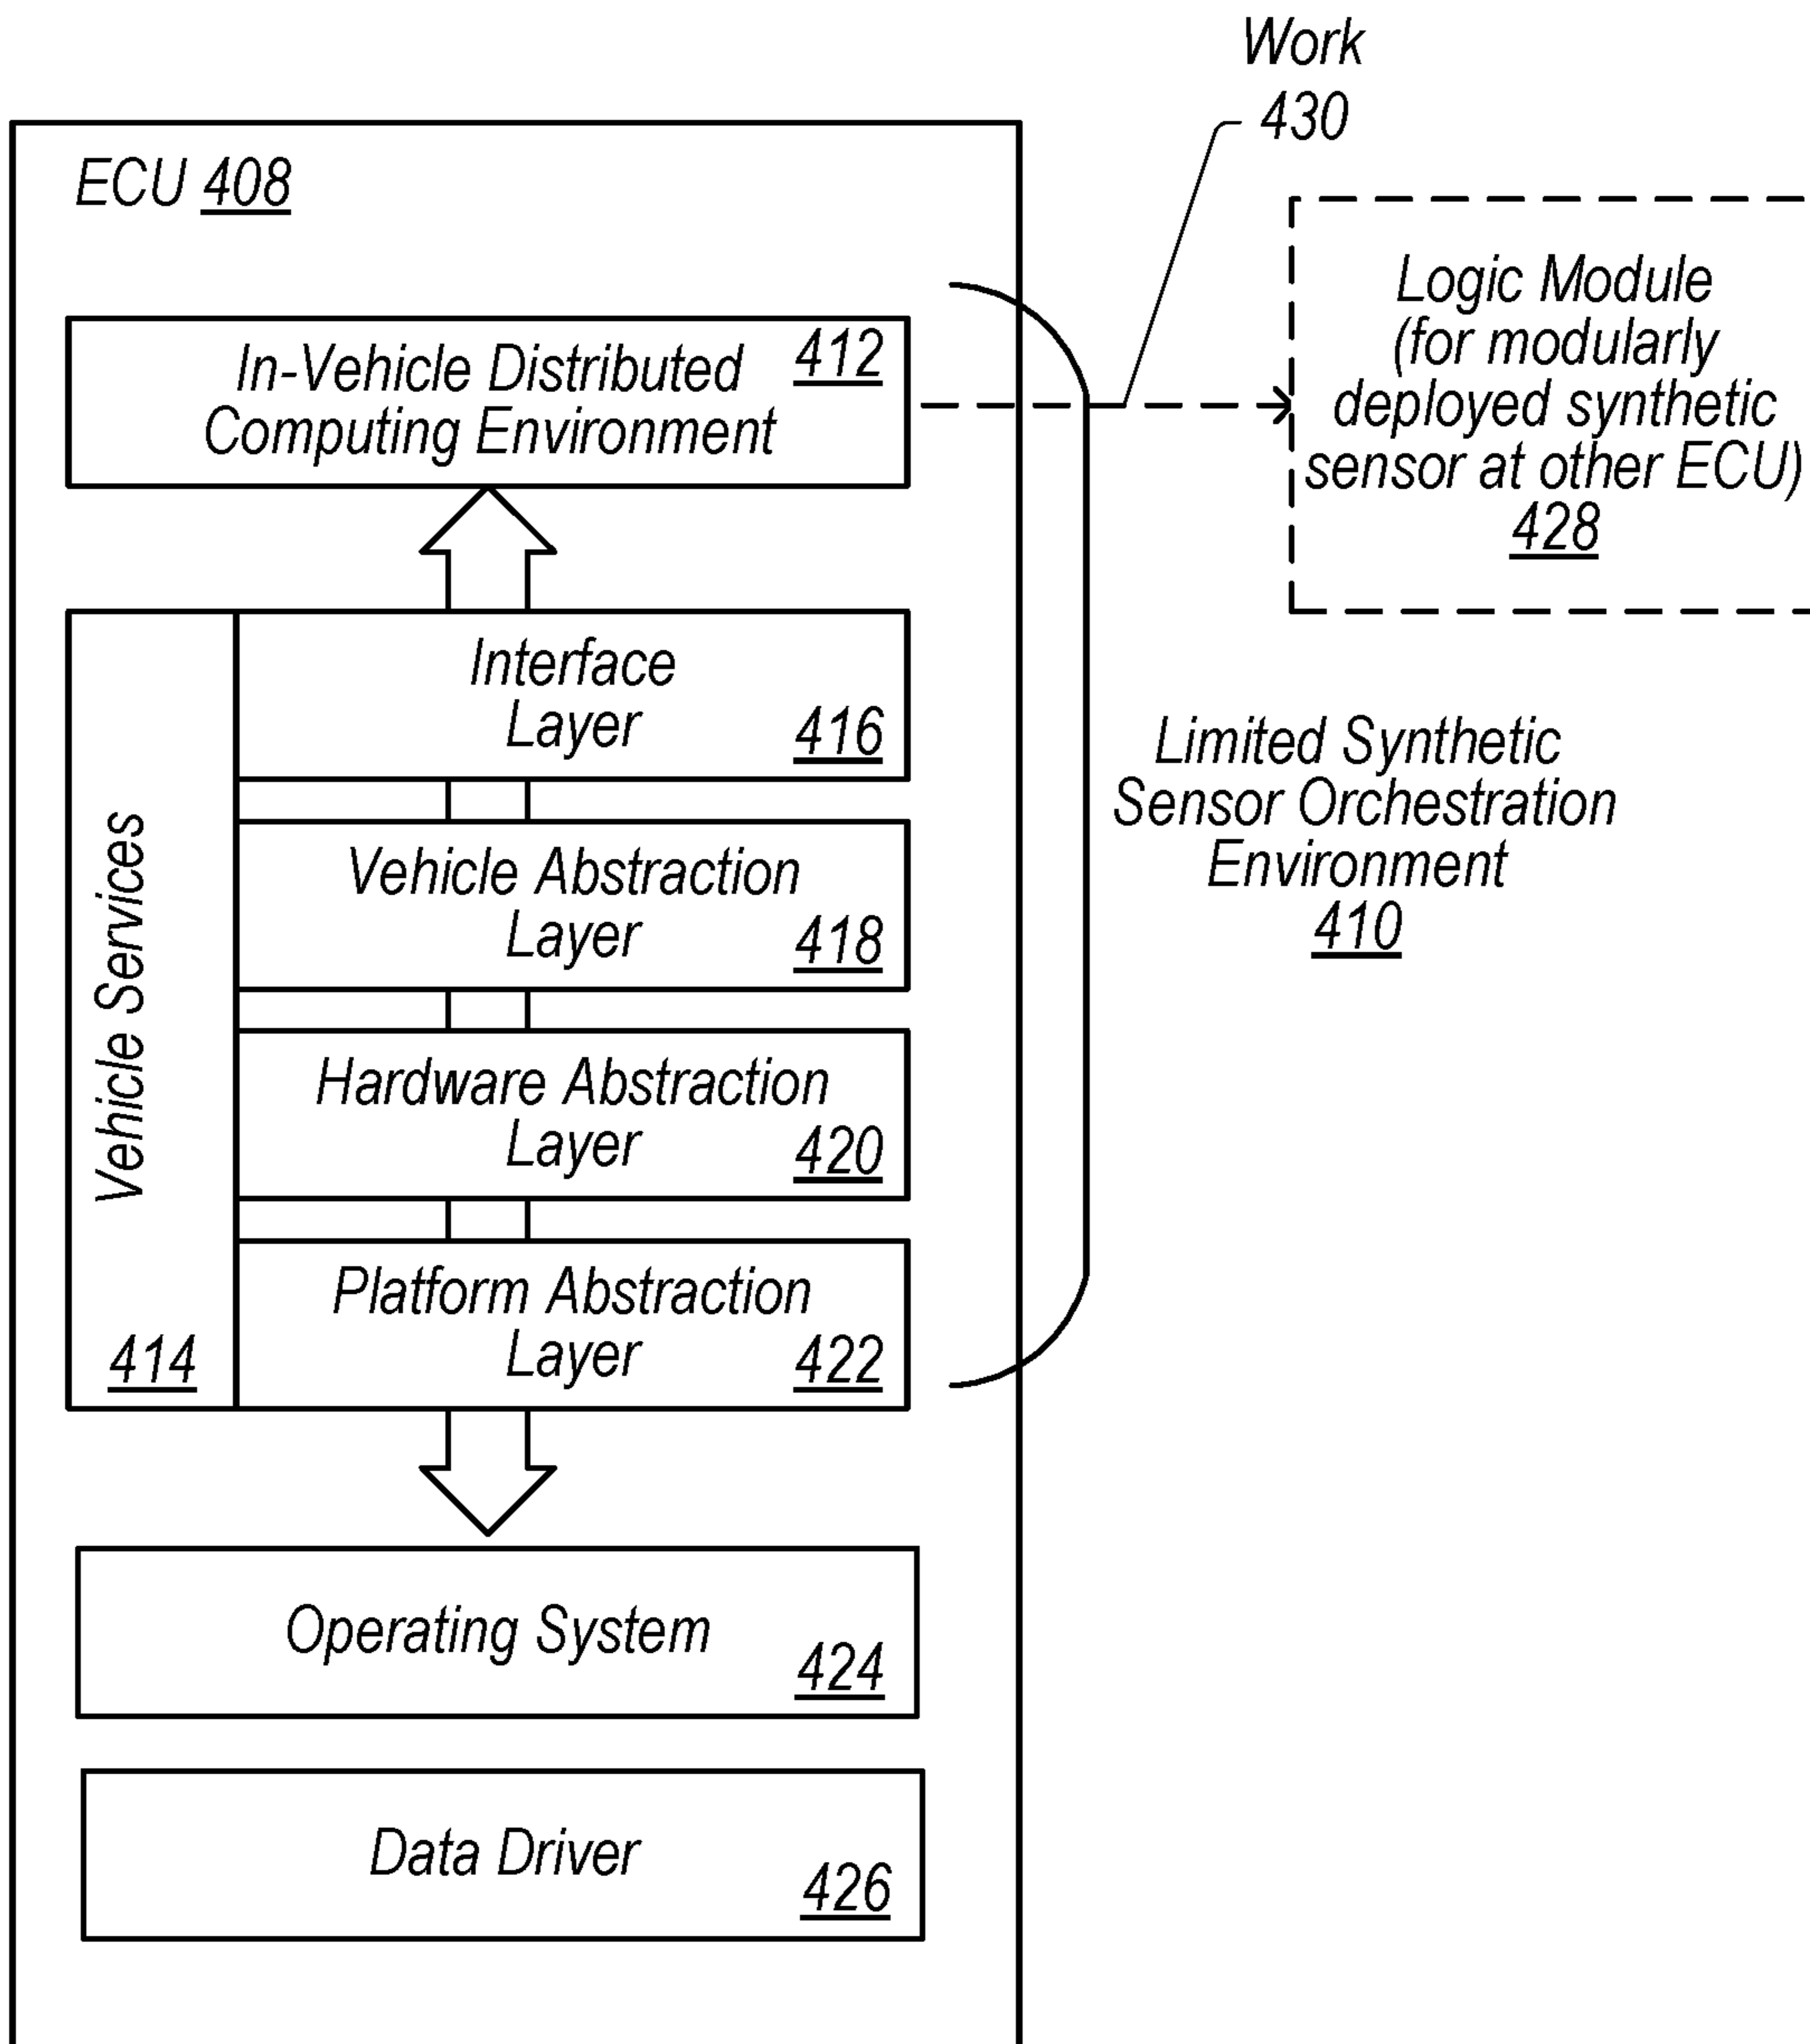 Work
430
ECU 408
412
In-Vehicle Distributed
Computing Environment
Logic Module
(for modularly
deployed synthetic
sensor at other ECU)
428
Interface
Layer
416
Limited Synthetic
Sensor Orchestration
Environment
410
Vehicle Services
414
Vehicle Abstraction
Layer
418
Hardware Abstraction
Layer
420
Platform Abstraction
Layer
422
Operating System
424
Data Driver
426